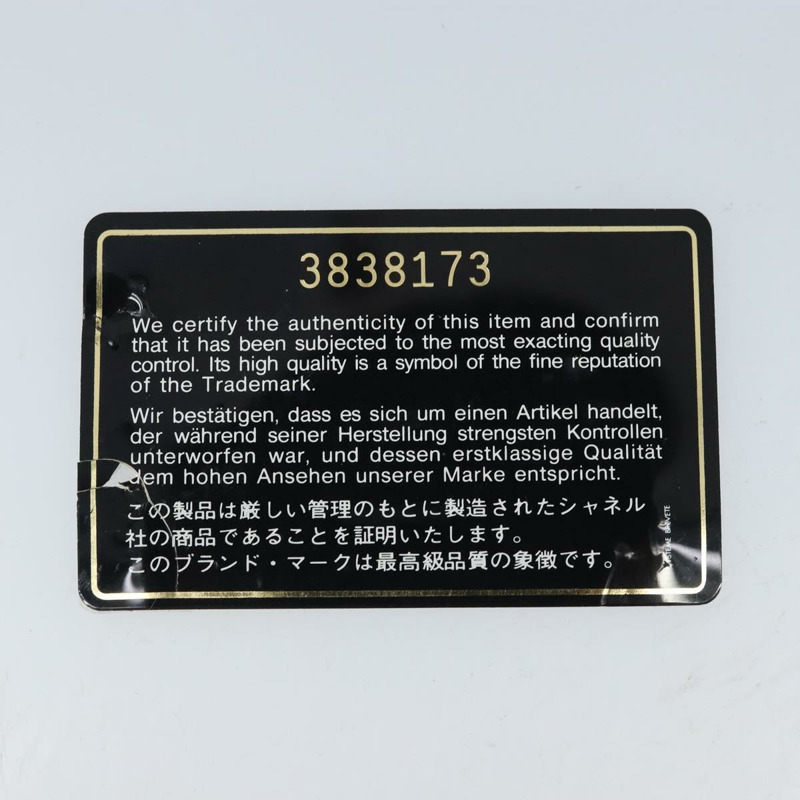 3838173
We certify the authenticity of this item and confirm
that it has been subjected to the most exacting quality
control. Its high quality is a symbol of the fine reputation
of the Trademark.
Wir bestätigen, dass es sich um einen Artikel handelt,
der während seiner Herstellung strengsten Kontrollen
unterworfen war, und dessen erstklassige Qualität
dem hohen Ansehen unserer Marke entspricht.
この製品は厳しい管理のもとに製造されたシャネル
社の商品であることを証明いたします。
このブランド・マークは最高級品質の象徴です。